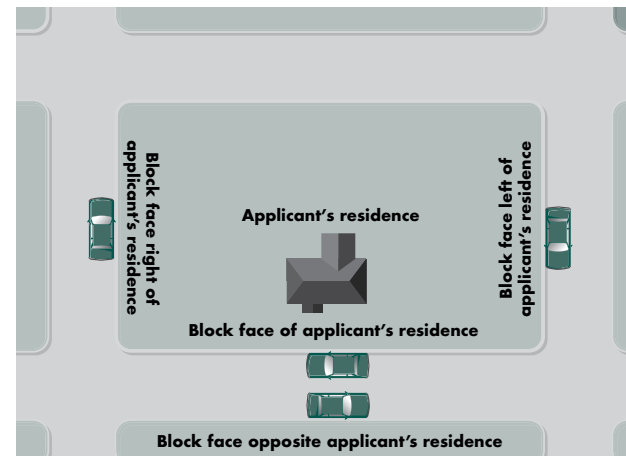 Block face right of
applicant's residence
Applicant's residence
Block face left of
applicant's residence
Block face of applicant's residence
Block face opposite applicant's residence